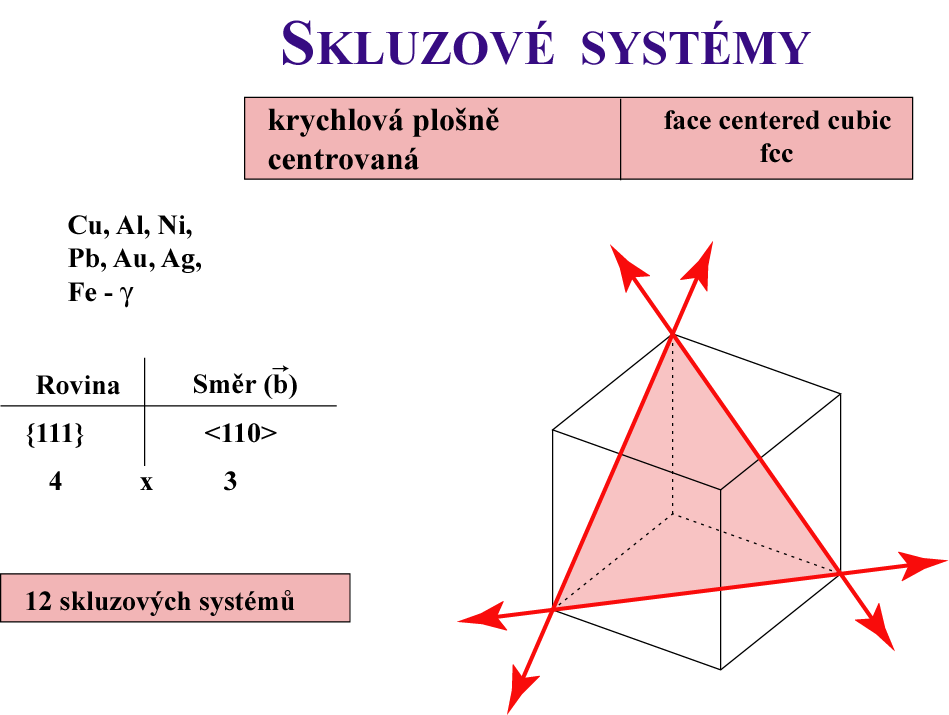 SKLUZOVÉ SYSTÉMY
krychlová plošně
centrovaná
face centered cubic
fcc
Cu, Al, Ni,
Pb, Au, Ag,
Fe - γ
Rovina Směr (b⃗)
{111} <110>
4 x 3
12 skluzových systémů